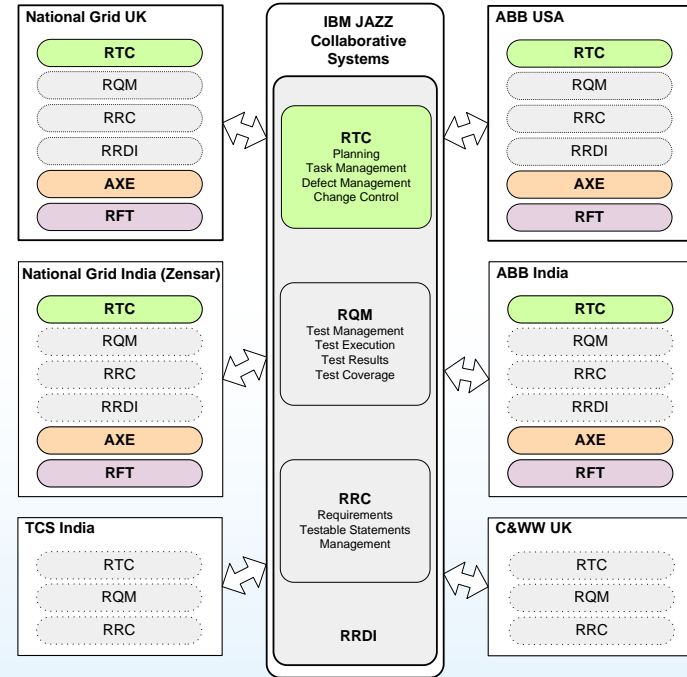 National Grid UK
RTC
RQM
RRC
RRDI
AXE
RFT
National Grid India (Zensar)
RTC
RQM
RRC
RRDI
AXE
RFT
TCS India
RTC
RQM
RRC
IBM JAZZ
Collaborative
Systems
RTC
Planning
Task Management
Defect Management
Change Control
RQM
Test Management
Test Execution
Test Results
Test Coverage
RRC
Requirements
Testable Statements
Management
RRDI
ABB USA
RTC
RQM
RRC
RRDI
AXE
RFT
ABB India
RTC
RQM
RRC
RRDI
AXE
RFT
C&WW UK
RTC
RQM
RRC